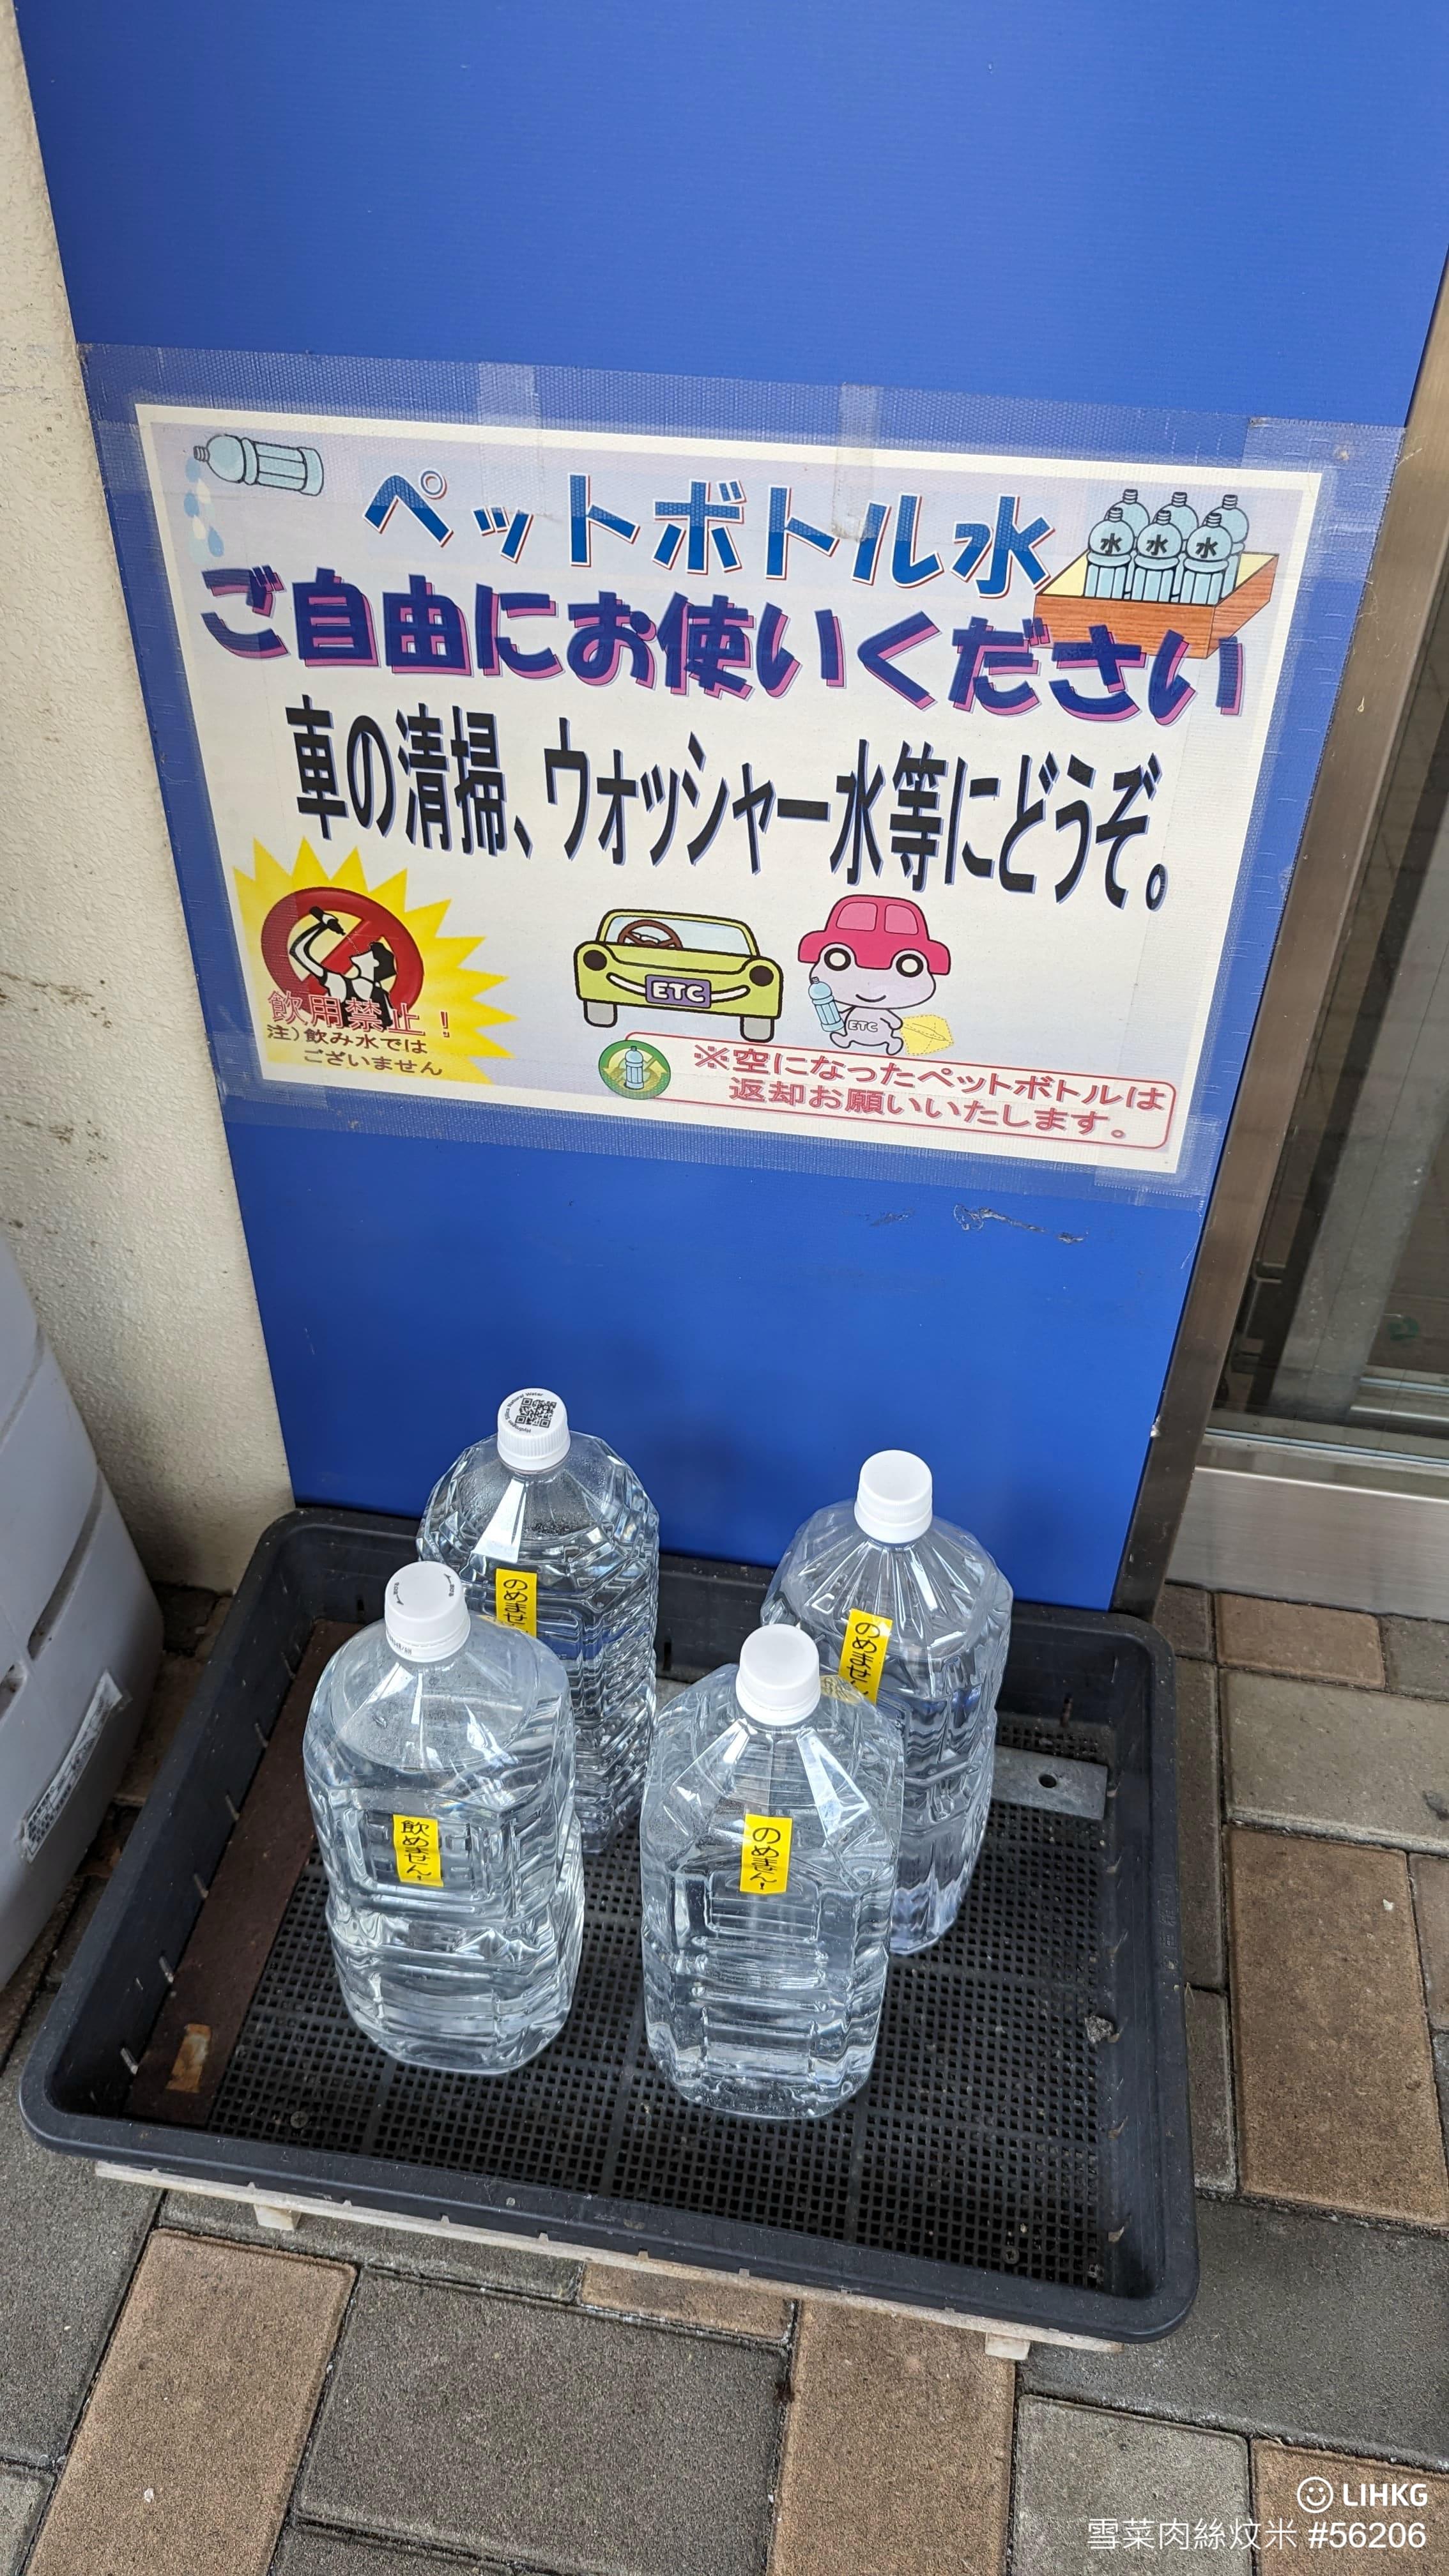 ペットボトル水
水 水 水
ご自由にお使いください
車の清掃、ウォッシャー水等にどうぞ。
飲用禁止！
注）飲み水では
ございません
ETC
ETC
※空になったペットボトルは
返却お願いいたします。
Natural Water
のませ
のめません
飲めません!
のめません!
LIHKG
雪菜肉絲炆米 #56206